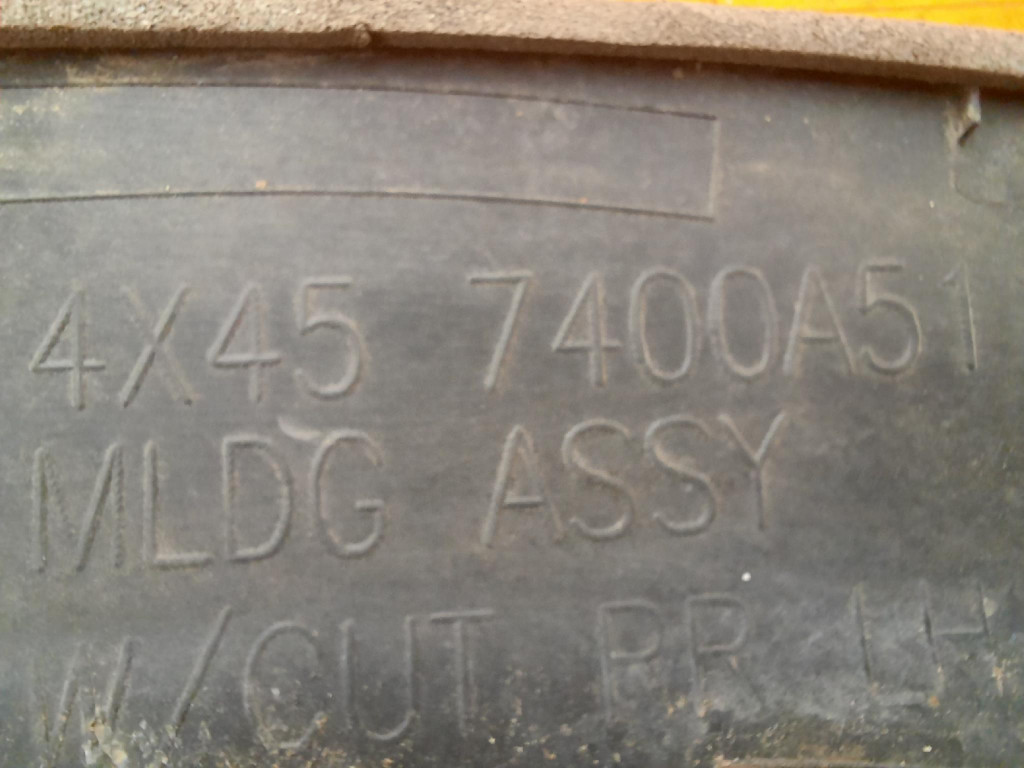 4X45 7400A51
MLDG ASSY
W/CUT RR LH